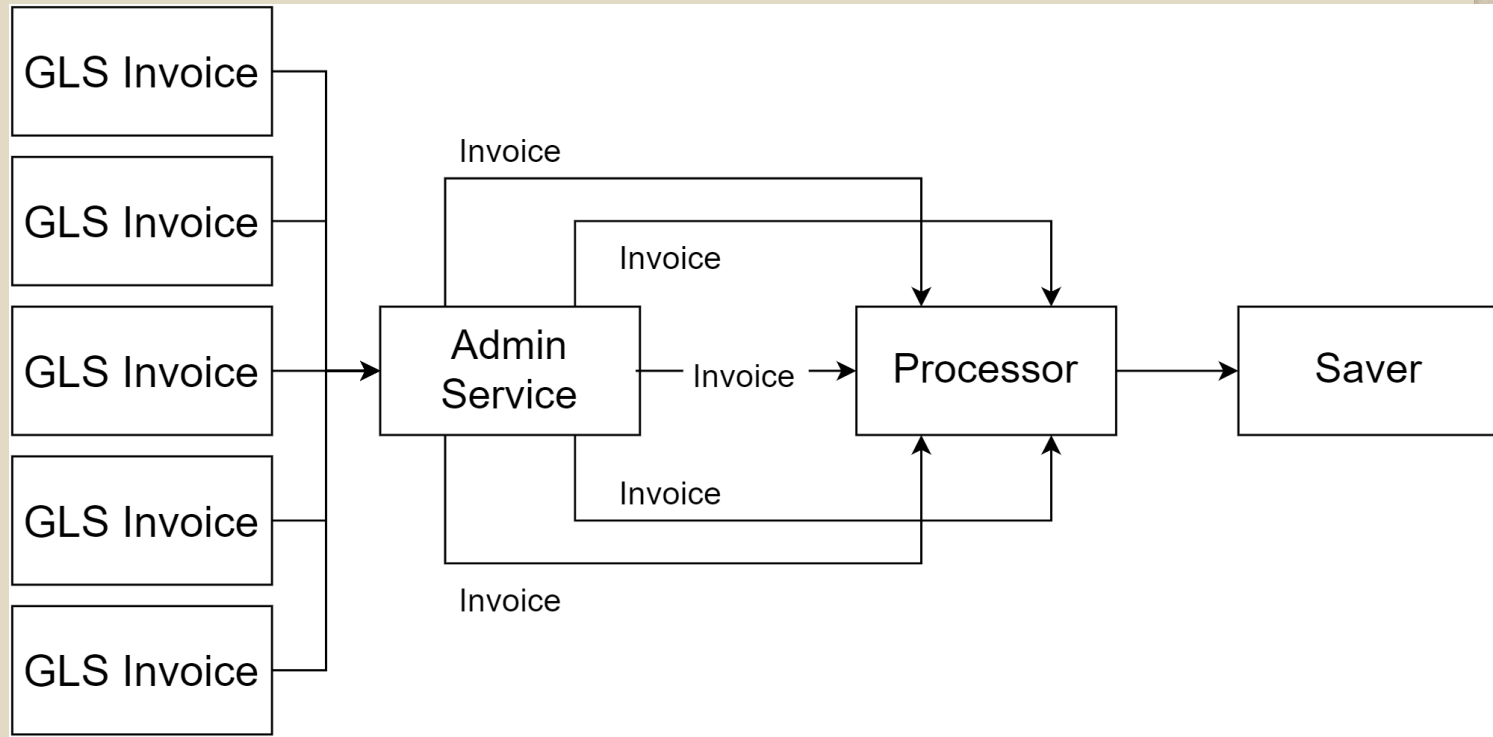 GLS Invoice
GLS Invoice
GLS Invoice
GLS Invoice
GLS Invoice
Invoice
Invoice
Admin
Service
Invoice
Processor
Saver
Invoice
Invoice